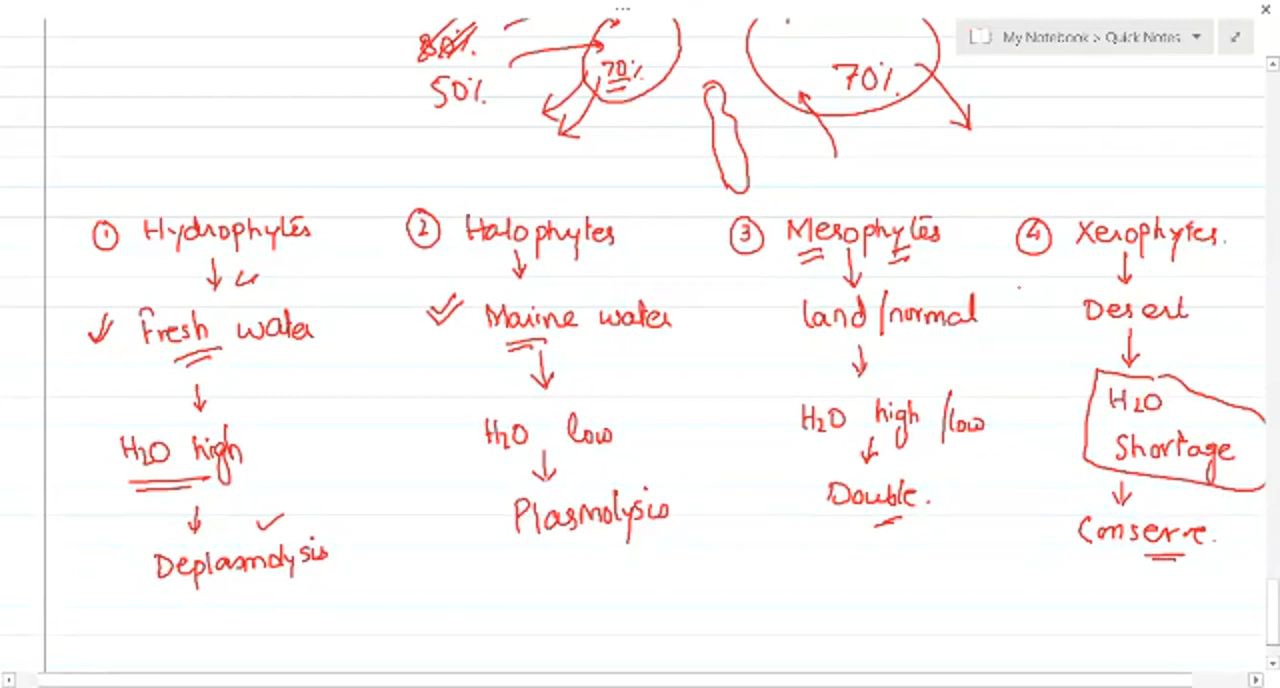 ...
My Notebook > Quick Notes
80%.
50%.
70%
70%.
① Hydrophytes
Fresh water
H2O high
Deplasmolysis
② Halophytes
Marine water
H2O low
Plasmolysis
③ Mesophytes
land/normal
H2O high/low
Double.
④ Xerophytes.
Desert
H2O
Shortage
Conserve.